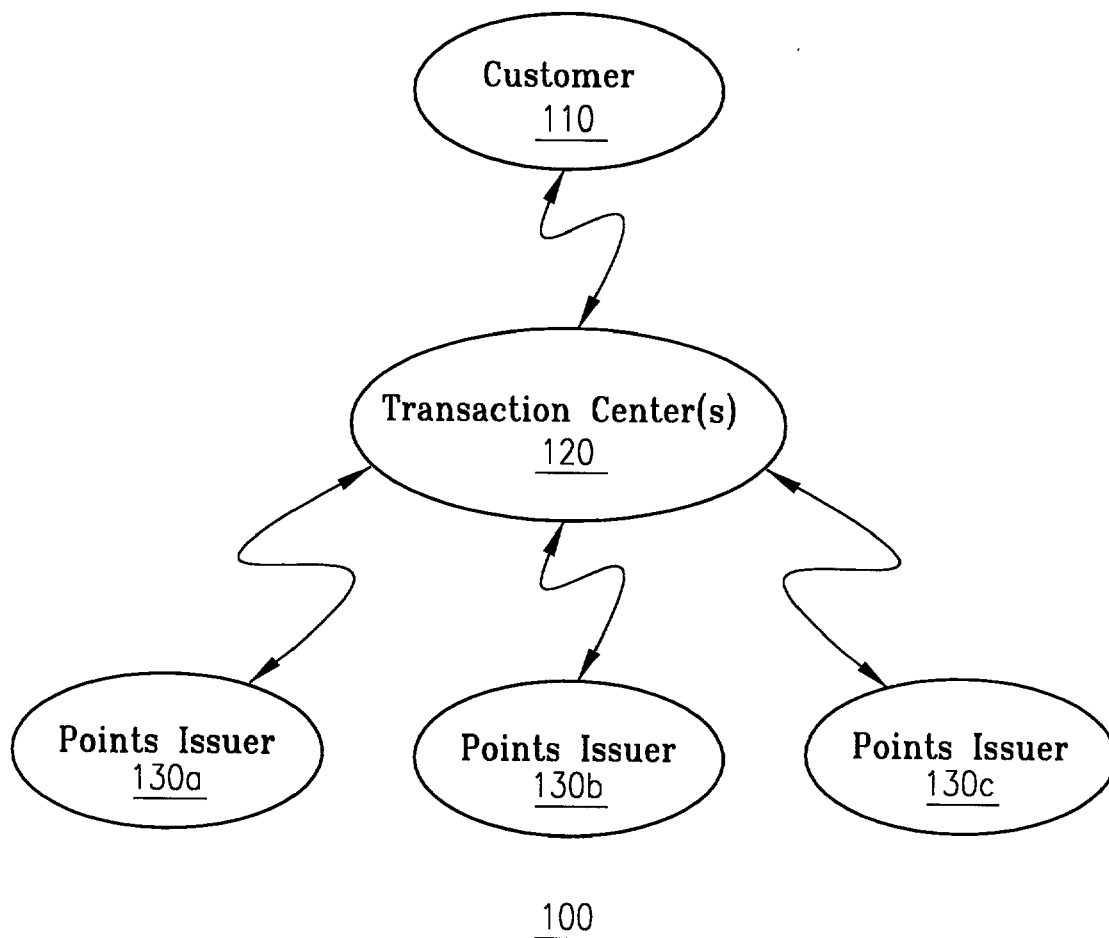 Customer
110
Transaction Center(s)
120
Points Issuer
130a
Points Issuer
130b
Points Issuer
130c
100